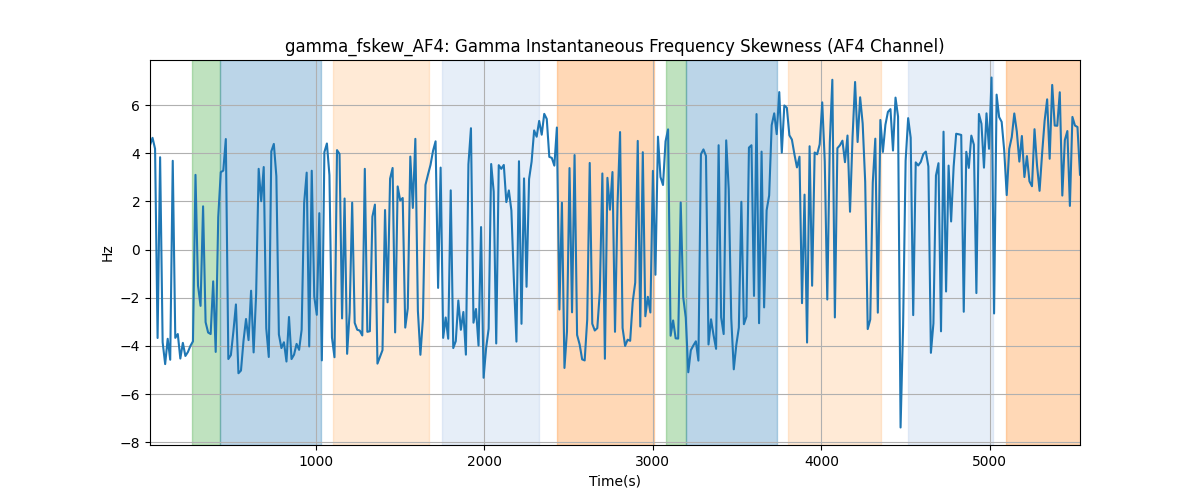 gamma_fskew_AF4: Gamma Instantaneous Frequency Skewness (AF4 Channel)
6
4
2
0
−2
−4
−6
−8
Hz
1000 2000 3000 4000 5000
Time(s)